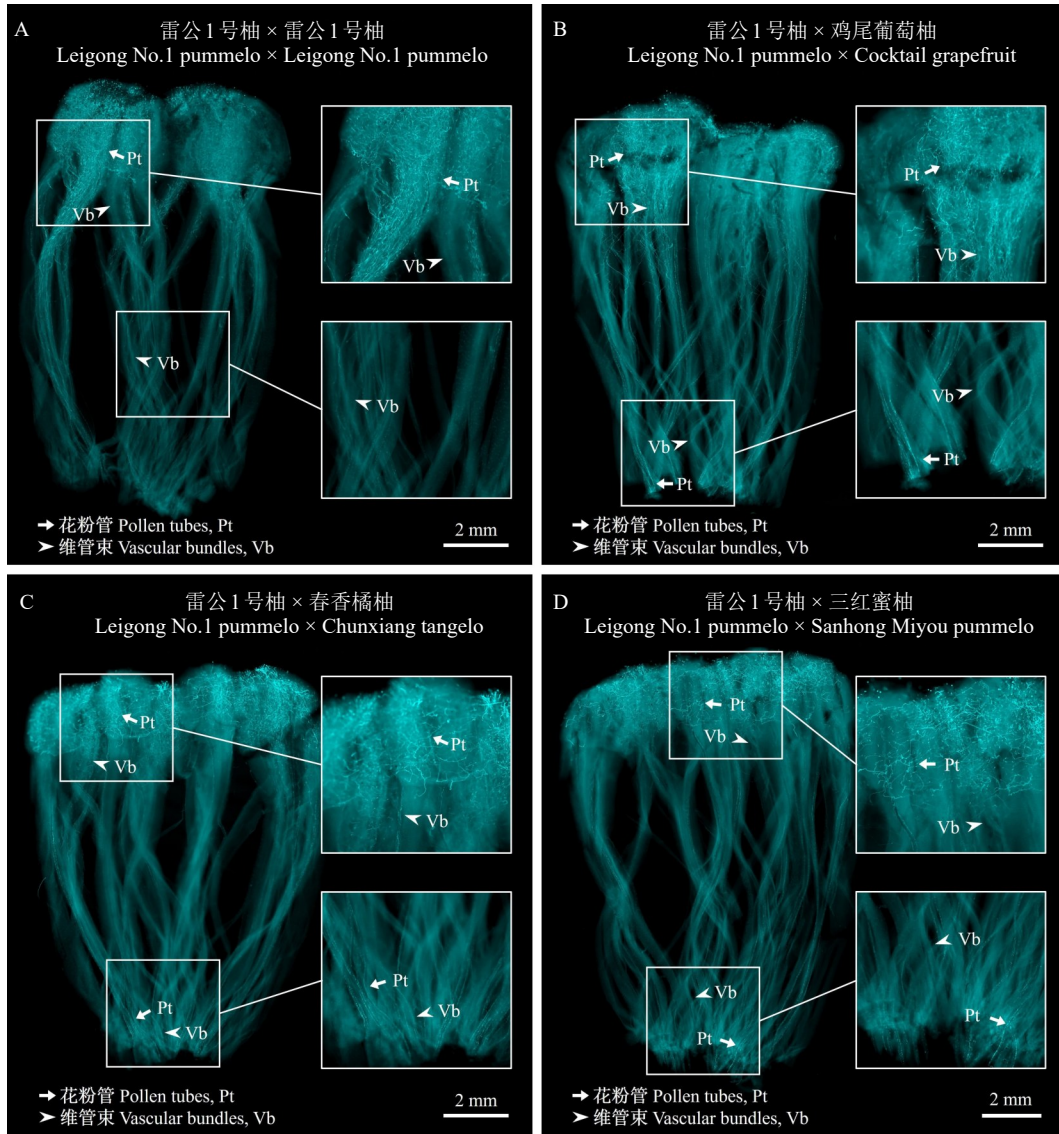 A
雷公 1 号柚 × 雷公 1 号柚
Leigong No.1 pummelo × Leigong No.1 pummelo
Pt
Vb
Pt
Vb
Vb
Vb
花粉管 Pollen tubes, Pt
维管束 Vascular bundles, Vb
2 mm
B
雷公 1 号柚 × 鸡尾葡萄柚
Leigong No.1 pummelo × Cocktail grapefruit
Pt
Vb
Pt
Vb
Vb
Pt
Vb
Pt
花粉管 Pollen tubes, Pt
维管束 Vascular bundles, Vb
2 mm
C
雷公 1 号柚 × 春香橘柚
Leigong No.1 pummelo × Chunxiang tangelo
Pt
Vb
Pt
Vb
Pt
Vb
Pt
Vb
花粉管 Pollen tubes, Pt
维管束 Vascular bundles, Vb
2 mm
D
雷公 1 号柚 × 三红蜜柚
Leigong No.1 pummelo × Sanhong Miyou pummelo
Pt
Vb
Pt
Vb
Vb
Pt
Vb
Pt
花粉管 Pollen tubes, Pt
维管束 Vascular bundles, Vb
2 mm